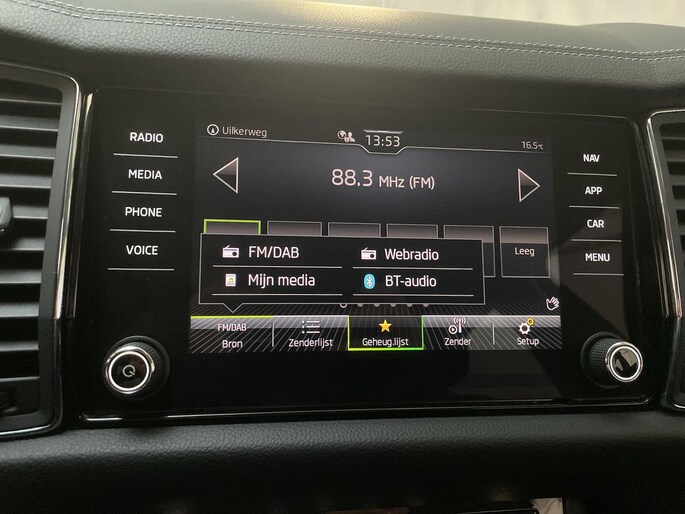 RADIO
MEDIA
PHONE
VOICE
Uilkerweg
13:53
16.5°C
88.3 MHz (FM)
Leeg
FM/DAB
Webradio
Mijn media
BT-audio
FM/DAB
Bron
Zenderlijst
Geheug.lijst
Zender
Setup
NAV
APP
CAR
MENU